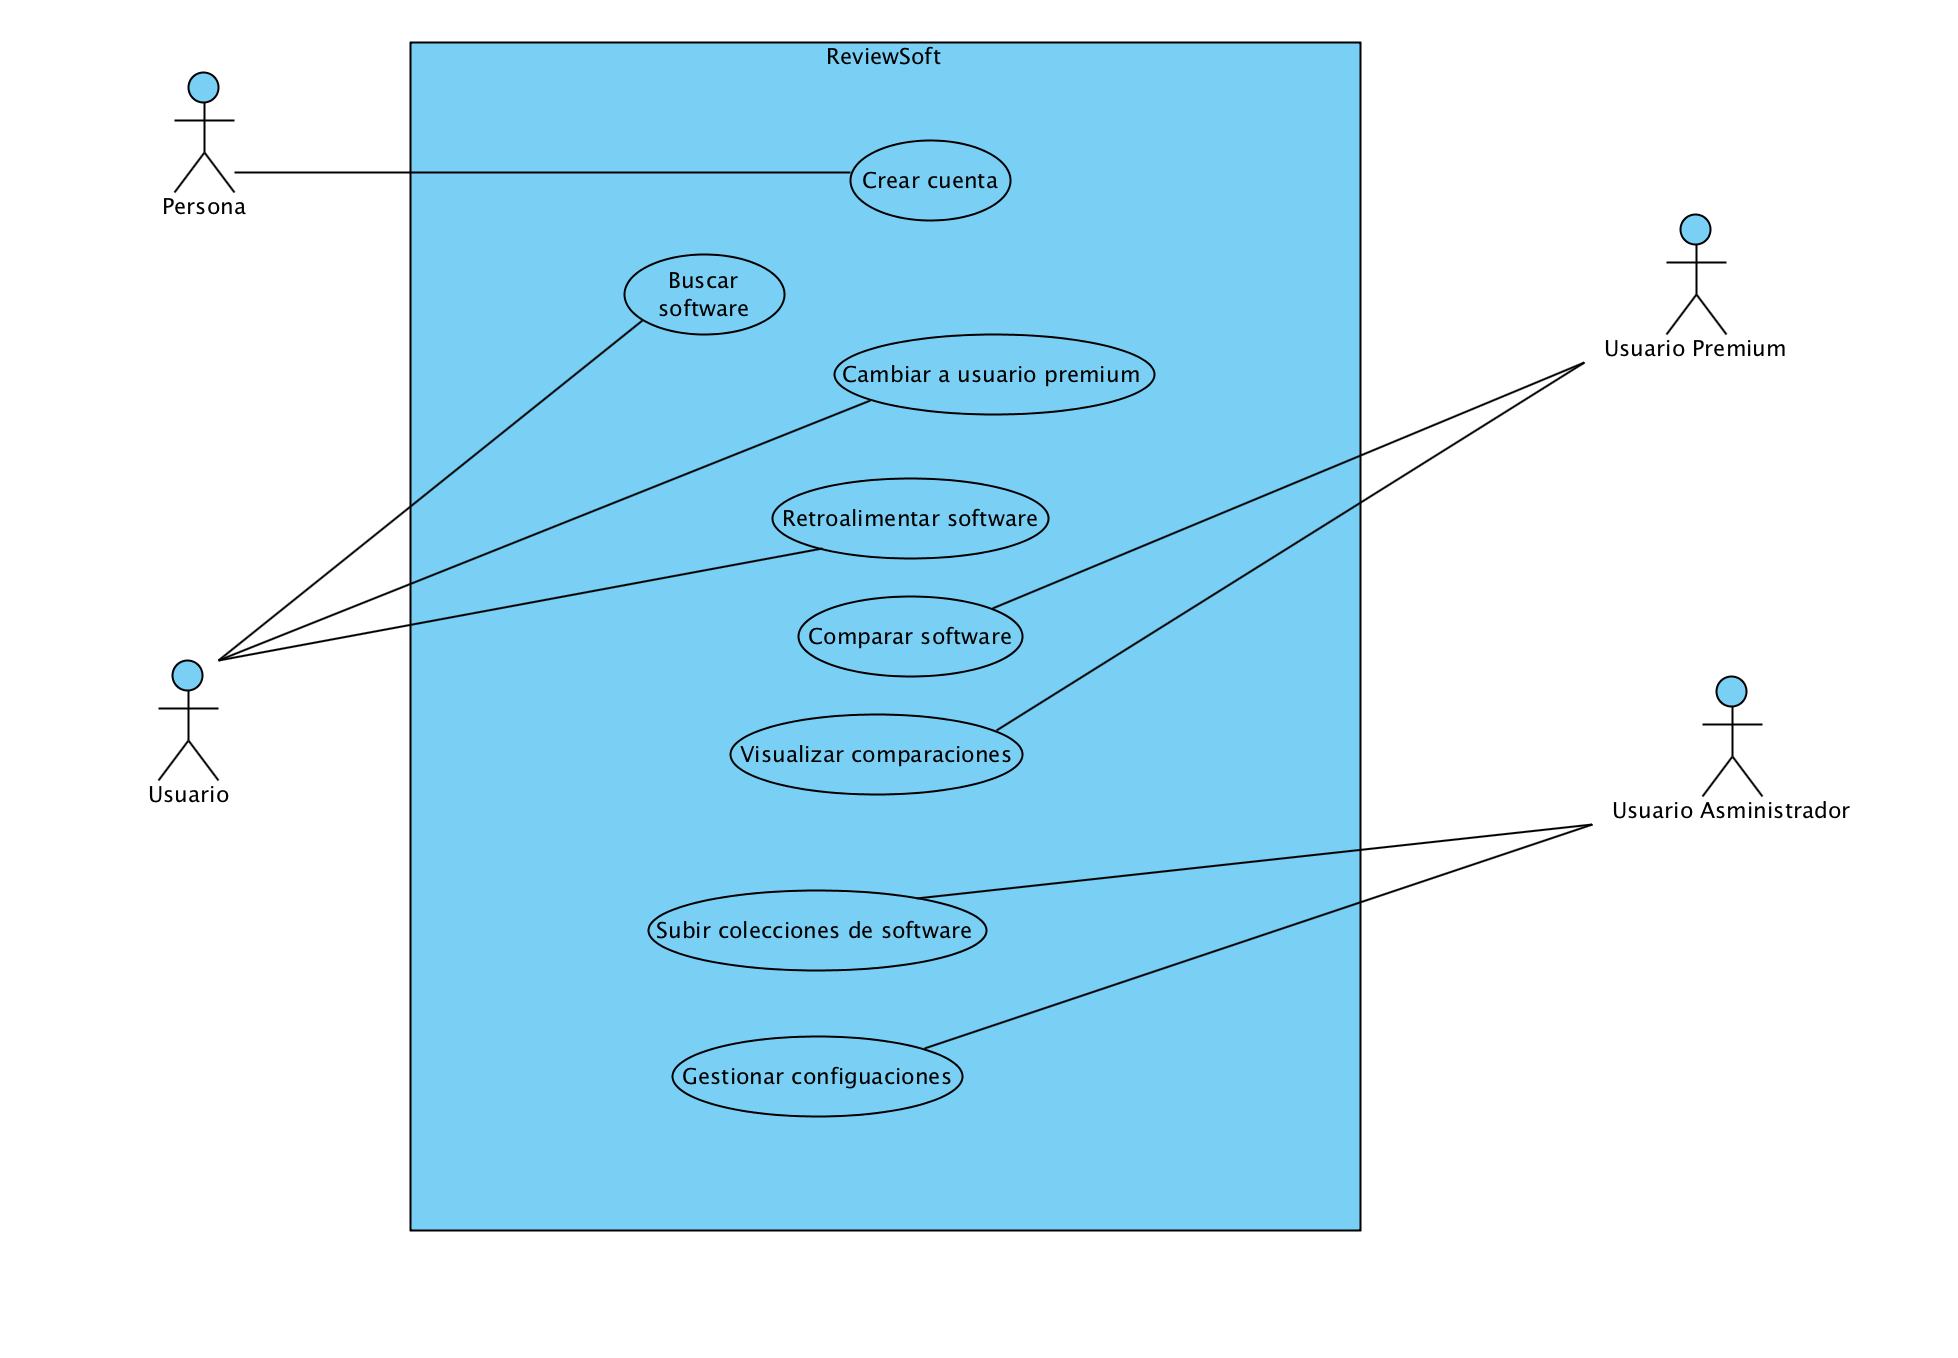 ReviewSoft
Persona
Crear cuenta
Buscar
software
Usuario Premium
Cambiar a usuario premium
Retroalimentar software
Comparar software
Visualizar comparaciones
Usuario
Usuario Asministrador
Subir colecciones de software
Gestionar configuaciones